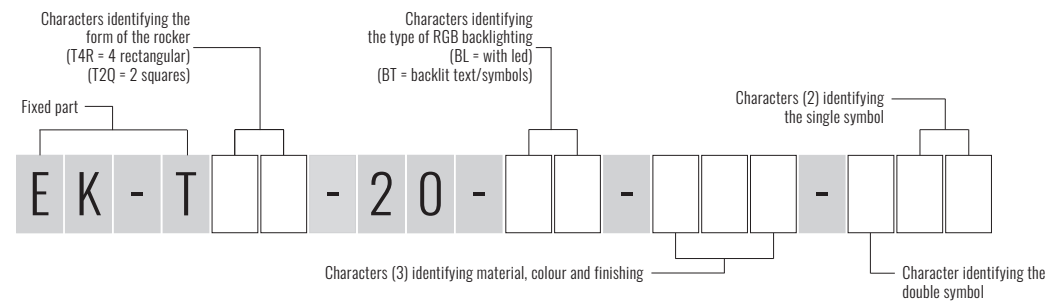 Characters identifying the
form of the rocker
(T4R = 4 rectangular)
(T2Q = 2 squares)
Characters identifying
the type of RGB backlighting
(BL = with led)
(BT = backlit text/symbols)
Fixed part
Characters (2) identifying
the single symbol
E K - T - 2 0 - - -
Characters (3) identifying material, colour and finishing
Character identifying the
double symbol